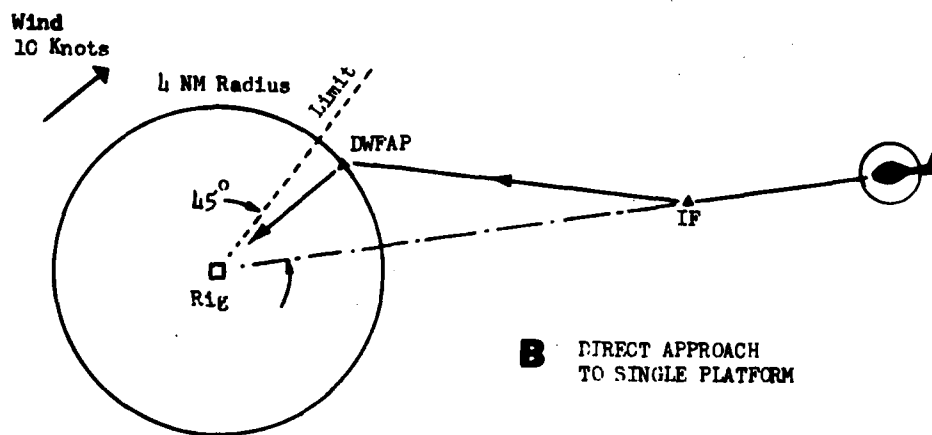 Wind
10 Knots
4 NM Radius
Limit
DWFAP
45°
IF
Rig
B DIRECT APPROACH
TO SINGLE PLATFORM